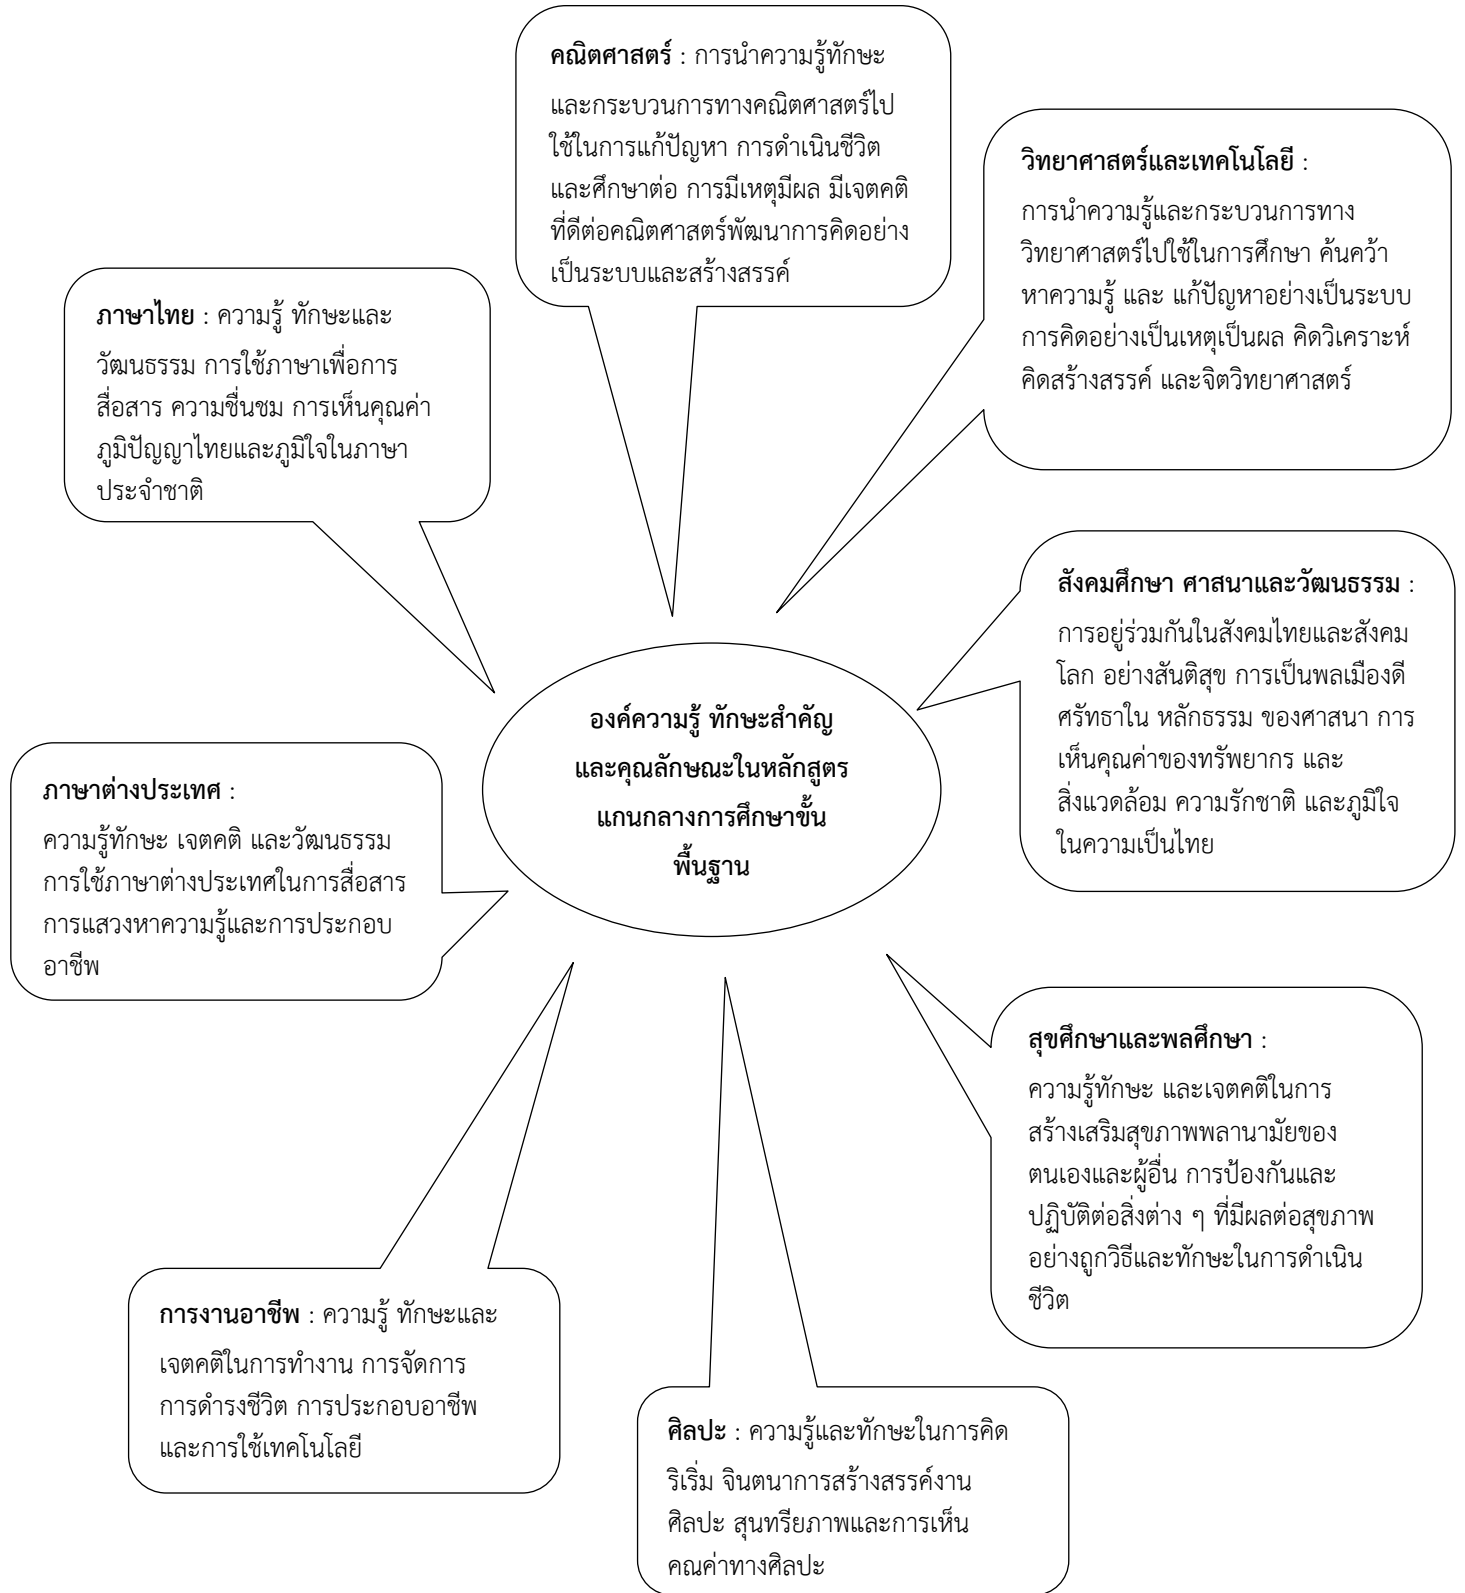 คณิตศาสตร์ : การนำความรู้ทักษะ
และกระบวนการทางคณิตศาสตร์ไป
ใช้ในการแก้ปัญหา การดำเนินชีวิต
และศึกษาต่อ การมีเหตุมีผล มีเจตคติ
ที่ดีต่อคณิตศาสตร์พัฒนาการคิดอย่าง
เป็นระบบและสร้างสรรค์
วิทยาศาสตร์และเทคโนโลยี :
การนำความรู้และกระบวนการทาง
วิทยาศาสตร์ไปใช้ในการศึกษา ค้นคว้า
หาความรู้ และ แก้ปัญหาอย่างเป็นระบบ
การคิดอย่างเป็นเหตุเป็นผล คิดวิเคราะห์
คิดสร้างสรรค์ และจิตวิทยาศาสตร์
ภาษาไทย : ความรู้ ทักษะและ
วัฒนธรรม การใช้ภาษาเพื่อการ
สื่อสาร ความชื่นชม การเห็นคุณค่า
ภูมิปัญญาไทยและภูมิใจในภาษา
ประจำชาติ
สังคมศึกษา ศาสนาและวัฒนธรรม :
การอยู่ร่วมกันในสังคมไทยและสังคม
โลก อย่างสันติสุข การเป็นพลเมืองดี
ศรัทธาใน หลักธรรม ของศาสนา การ
เห็นคุณค่าของทรัพยากร และ
สิ่งแวดล้อม ความรักชาติ และภูมิใจ
ในความเป็นไทย
องค์ความรู้ ทักษะสำคัญ
และคุณลักษณะในหลักสูตร
แกนกลางการศึกษาขั้น
พื้นฐาน
ภาษาต่างประเทศ :
ความรู้ทักษะ เจตคติ และวัฒนธรรม
การใช้ภาษาต่างประเทศในการสื่อสาร
การแสวงหาความรู้และการประกอบ
อาชีพ
สุขศึกษาและพลศึกษา :
ความรู้ทักษะ และเจตคติในการ
สร้างเสริมสุขภาพพลานามัยของ
ตนเองและผู้อื่น การป้องกันและ
ปฏิบัติต่อสิ่งต่าง ๆ ที่มีผลต่อสุขภาพ
อย่างถูกวิธีและทักษะในการดำเนิน
ชีวิต
การงานอาชีพ : ความรู้ ทักษะและ
เจตคติในการทำงาน การจัดการ
การดำรงชีวิต การประกอบอาชีพ
และการใช้เทคโนโลยี
ศิลปะ : ความรู้และทักษะในการคิด
ริเริ่ม จินตนาการสร้างสรรค์งาน
ศิลปะ สุนทรียภาพและการเห็น
คุณค่าทางศิลปะ